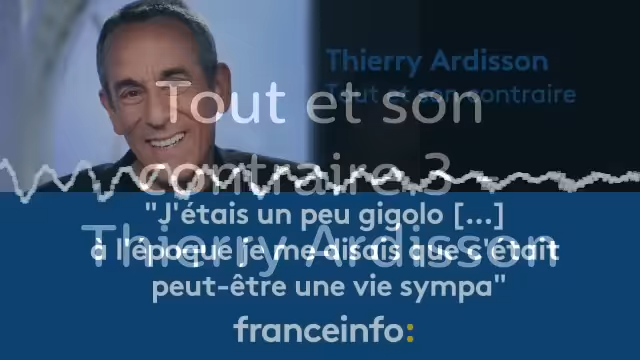 Thierry Ardisson
Tout et son contraire
Tout et son
contraire 3 -
Thierry Ardisson
"J'étais un peu gigolo [...]
à l'époque je me disais que c'était
peut-être une vie sympa"
franceinfo: